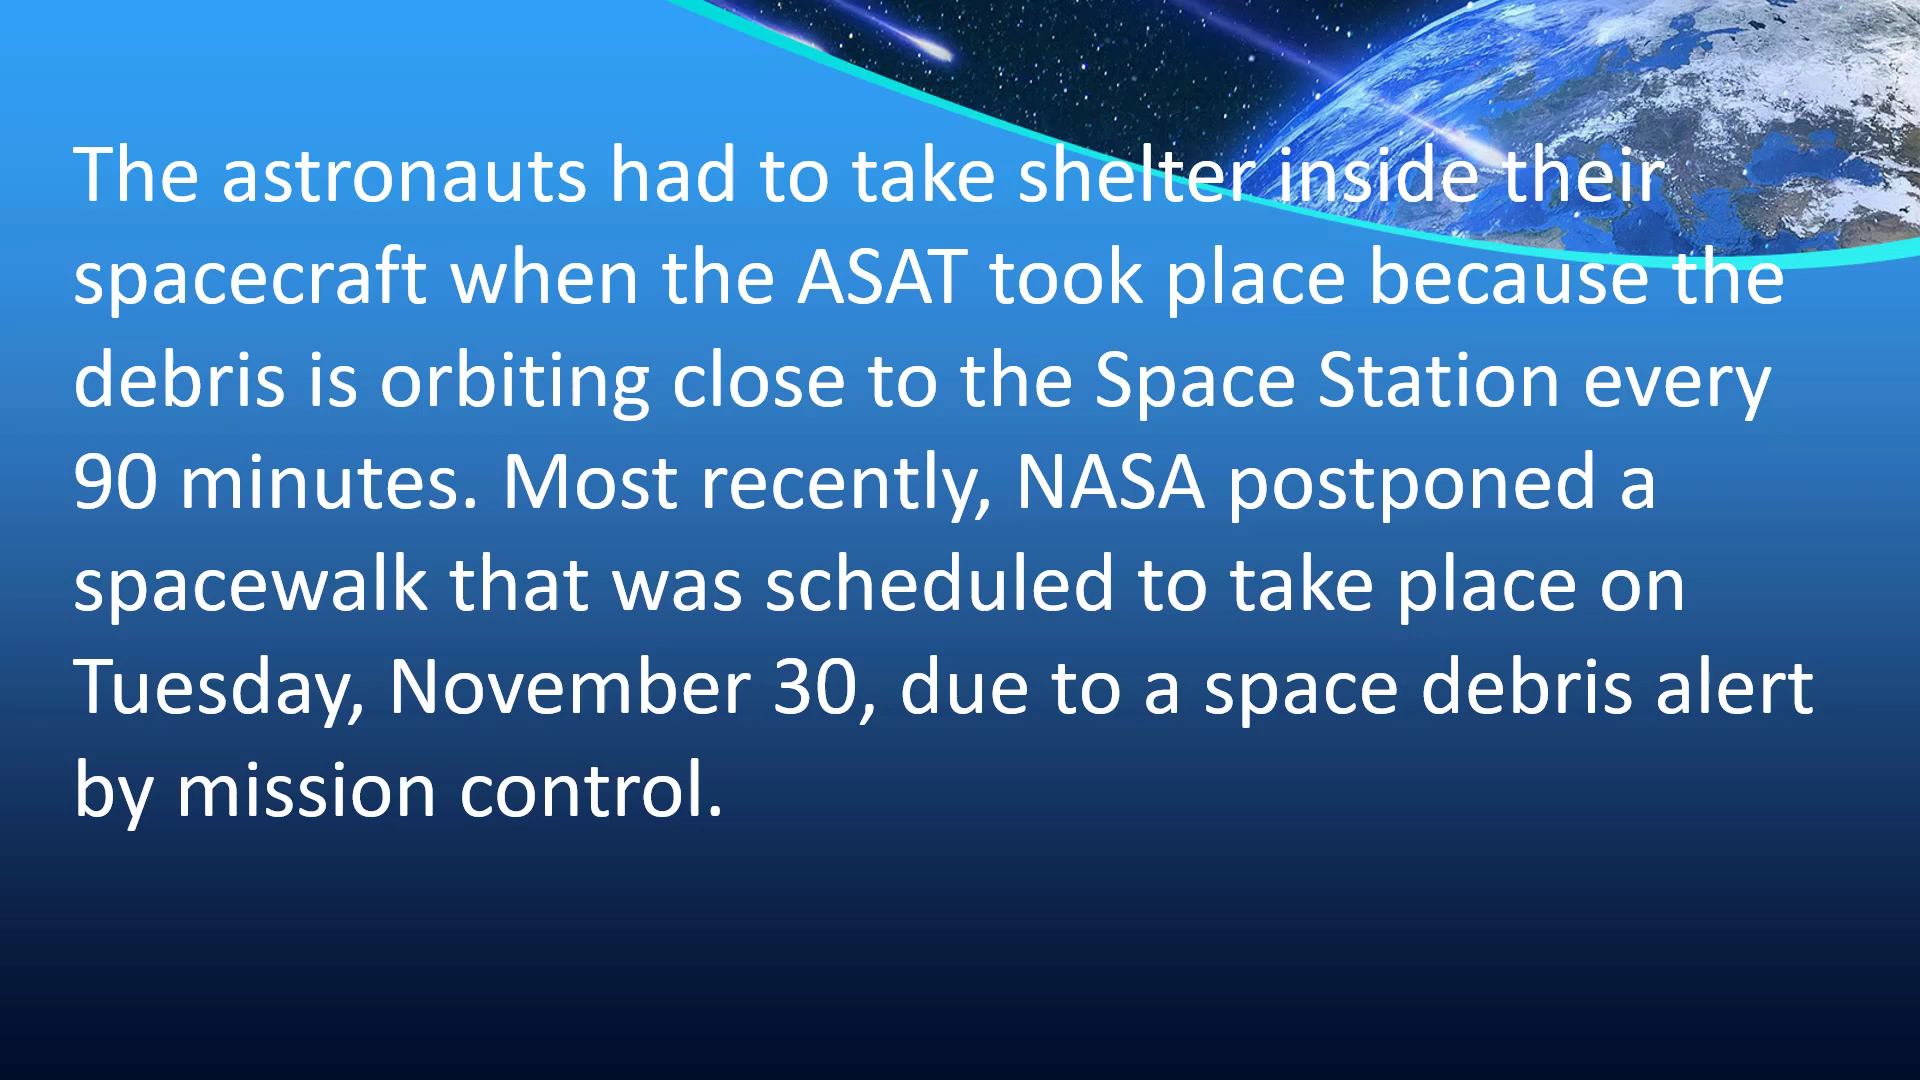 The astronauts had to take shelter inside their
spacecraft when the ASAT took place because the
debris is orbiting close to the Space Station every
90 minutes. Most recently, NASA postponed a
spacewalk that was scheduled to take place on
Tuesday, November 30, due to a space debris alert
by mission control.